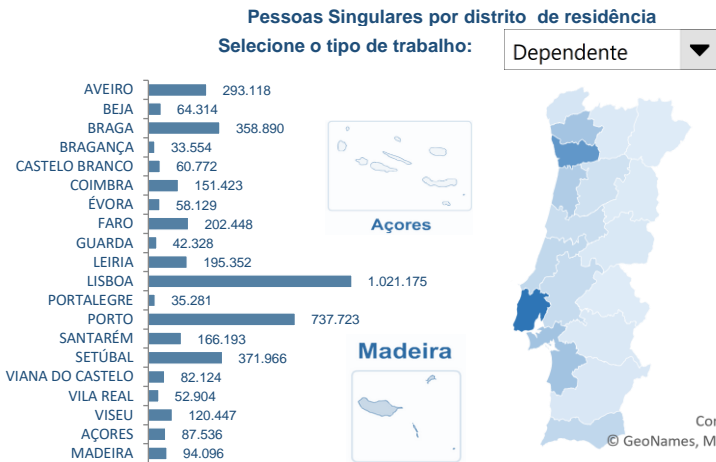 Pessoas Singulares por distrito de residência
Selecione o tipo de trabalho:
Dependente
AVEIRO 293.118
BEJA 64.314
BRAGA 358.890
BRAGANÇA 33.554
CASTELO BRANCO 60.772
COIMBRA 151.423
ÉVORA 58.129
FARO 202.448
GUARDA 42.328
LEIRIA 195.352
LISBOA 1.021.175
PORTALEGRE 35.281
PORTO 737.723
SANTARÉM 166.193
SETÚBAL 371.966
VIANA DO CASTELO 82.124
VILA REAL 52.904
VISEU 120.447
AÇORES 87.536
MADEIRA 94.096
Açores
Madeira
Con
© GeoNames, M